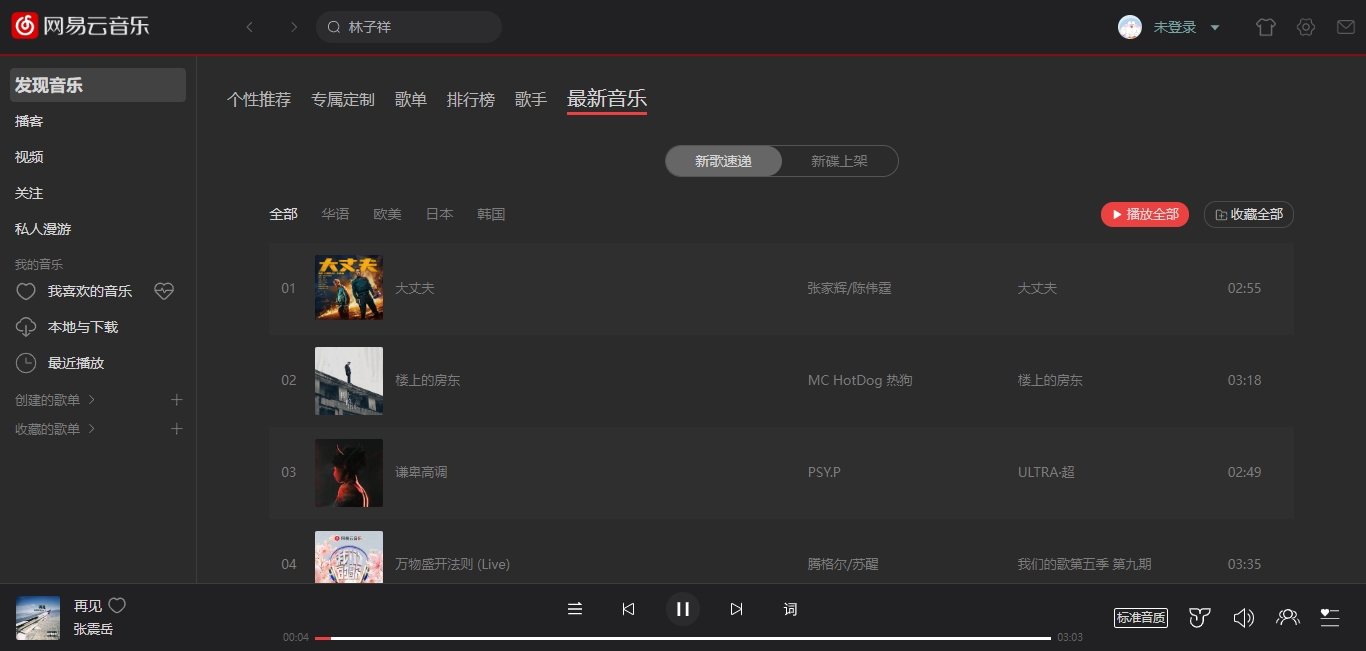 网易云音乐
林子祥
未登录
发现音乐
播客
视频
关注
私人漫游
我的音乐
我喜欢的音乐
本地与下载
最近播放
创建的歌单
收藏的歌单
个性推荐 专属定制 歌单 排行榜 歌手 最新音乐
新歌速递 新碟上架
全部 华语 欧美 日本 韩国
播放全部 收藏全部
01 大丈夫 大丈夫 张家辉/陈伟霆 大丈夫 02:55
02 楼上的房东 MC HotDog 热狗 楼上的房东 03:18
03 谦卑高调 PSY.P ULTRA·超 02:49
网易云音乐
04 万物盛开法则 (Live) 腾格尔/苏醒 我们的歌第五季 第九期 03:35
再见
张震岳
词
00:04 03:03
标准音质